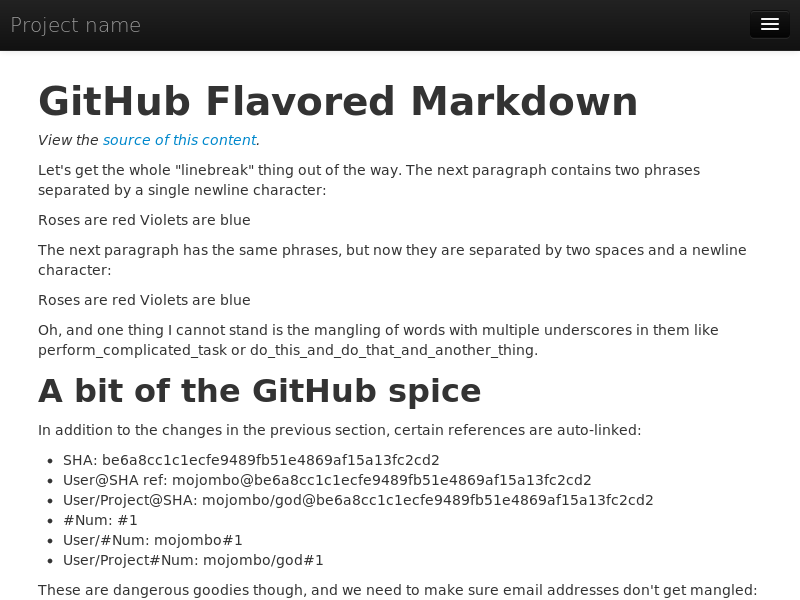 Project name
GitHub Flavored Markdown
View the source of this content.
Let's get the whole "linebreak" thing out of the way. The next paragraph contains two phrases
separated by a single newline character:
Roses are red Violets are blue
The next paragraph has the same phrases, but now they are separated by two spaces and a newline
character:
Roses are red Violets are blue
Oh, and one thing I cannot stand is the mangling of words with multiple underscores in them like
perform_complicated_task or do_this_and_do_that_and_another_thing.
A bit of the GitHub spice
In addition to the changes in the previous section, certain references are auto-linked:
• SHA: be6a8cc1c1ecfe9489fb51e4869af15a13fc2cd2
• User@SHA ref: mojombo@be6a8cc1c1ecfe9489fb51e4869af15a13fc2cd2
• User/Project@SHA: mojombo/god@be6a8cc1c1ecfe9489fb51e4869af15a13fc2cd2
• #Num: #1
• User/#Num: mojombo#1
• User/Project#Num: mojombo/god#1
These are dangerous goodies though, and we need to make sure email addresses don't get mangled: